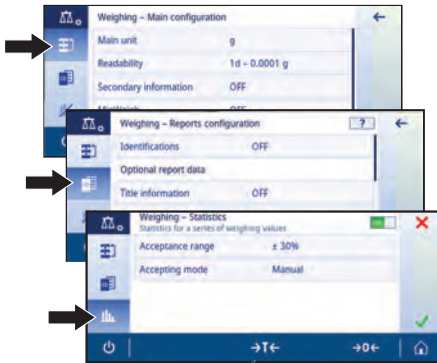 Weighing – Main configuration
Main unit g
Readability 1d – 0.0001 g
Secondary information OFF
MinWeigh OFF
Weighing – Reports configuration ?
Identifications OFF
Optional report data
Title information OFF
Weighing – Statistics
Statistics for a series of weighing values
Acceptance range ± 30%
Accepting mode Manual
→T←
→0←